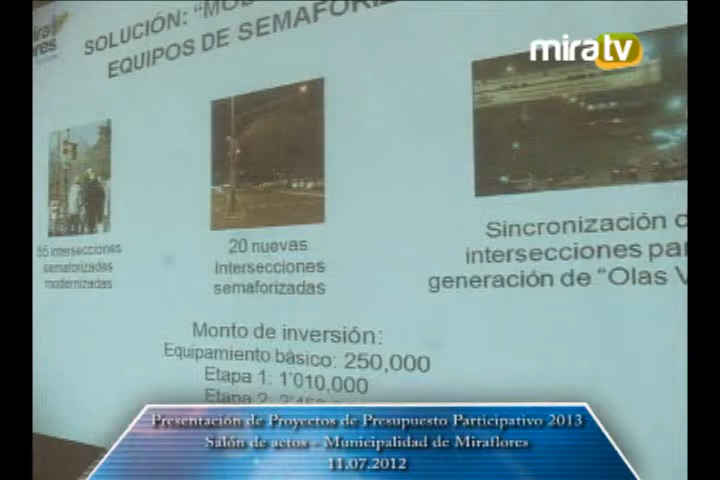 SOLUCIÓN:
EQUIPOS DE
miratv
55 intersecciones
semaforizadas
modernizadas
20 nuevas
Intersecciones
semaforizadas
Sincronización
intersecciones
generación de "Olas
Monto de inversión:
Equipamiento básico: 250,000
Etapa 1: 1'010,000
Etapa 2:
Presentación de Proyectos de Presupuesto Participativo 2013
Salón de actos - Municipalidad de Miraflores
11.07.2012